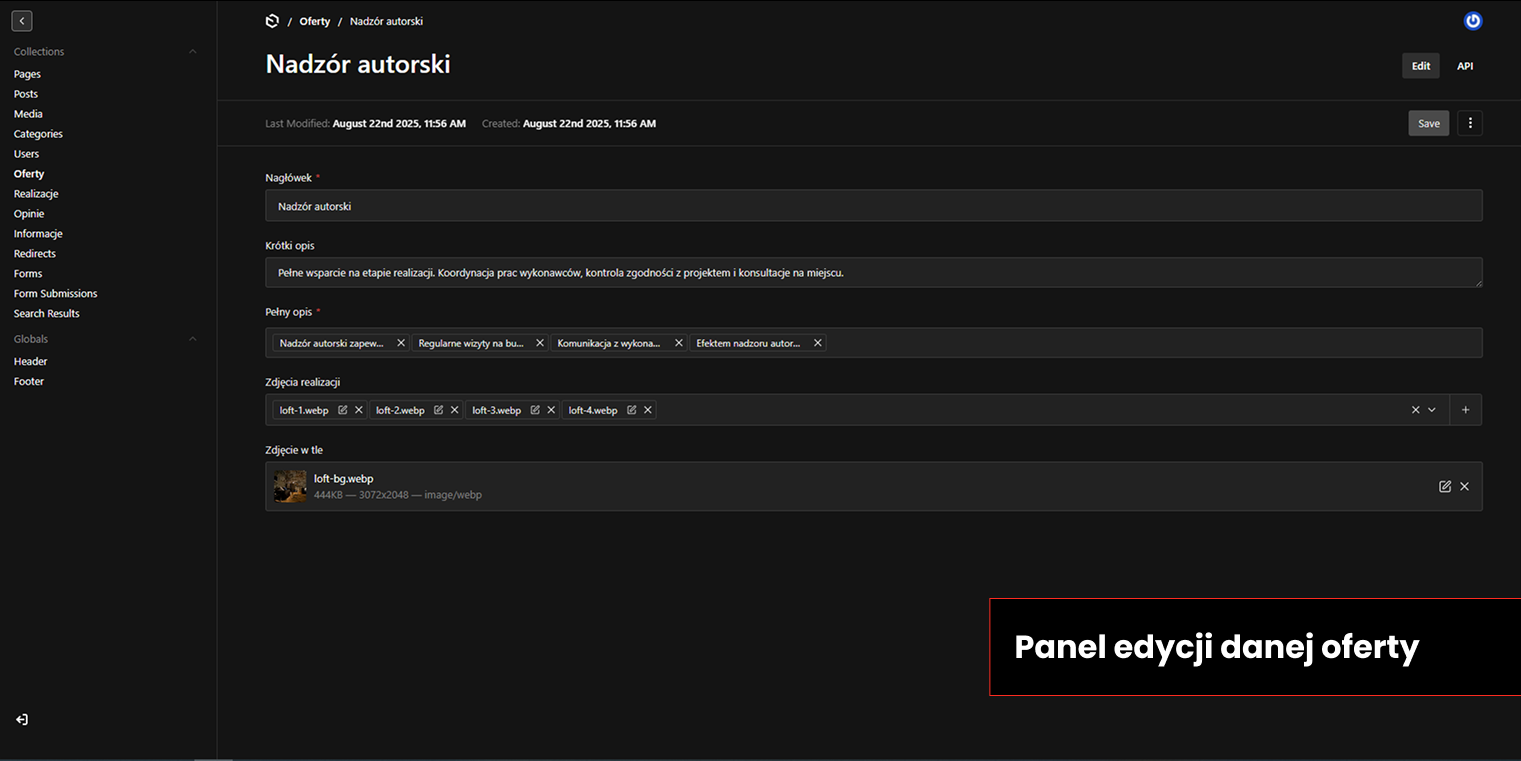 Collections
Pages
Posts
Media
Categories
Users
Oferty
Realizacje
Opinie
Informacje
Redirects
Forms
Form Submissions
Search Results
Globals
Header
Footer
/ Oferty / Nadzór autorski
Nadzór autorski
Edit API
Last Modified: August 22nd 2025, 11:56 AM Created: August 22nd 2025, 11:56 AM
Save
Nagłówek *
Nadzór autorski
Krótki opis
Pełne wsparcie na etapie realizacji. Koordynacja prac wykonawców, kontrola zgodności z projektem i konsultacje na miejscu.
Pełny opis *
Nadzór autorski zapew... Regularne wizyty na bu... Komunikacja z wykona... Efektem nadzoru autor...
Zdjęcia realizacji
loft-1.webp loft-2.webp loft-3.webp loft-4.webp
Zdjęcie w tle
loft-bg.webp
444KB — 3072x2048 — image/webp
Panel edycji danej oferty